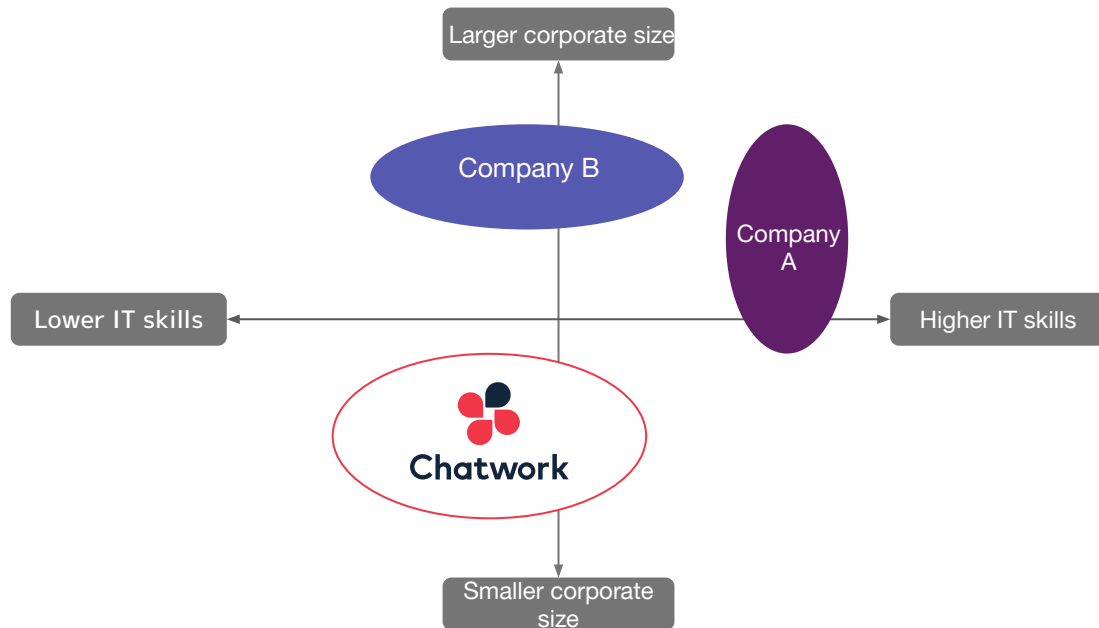 Larger corporate size
Company B
Company
A
Lower IT skills
Higher IT skills
Chatwork
Smaller corporate
size